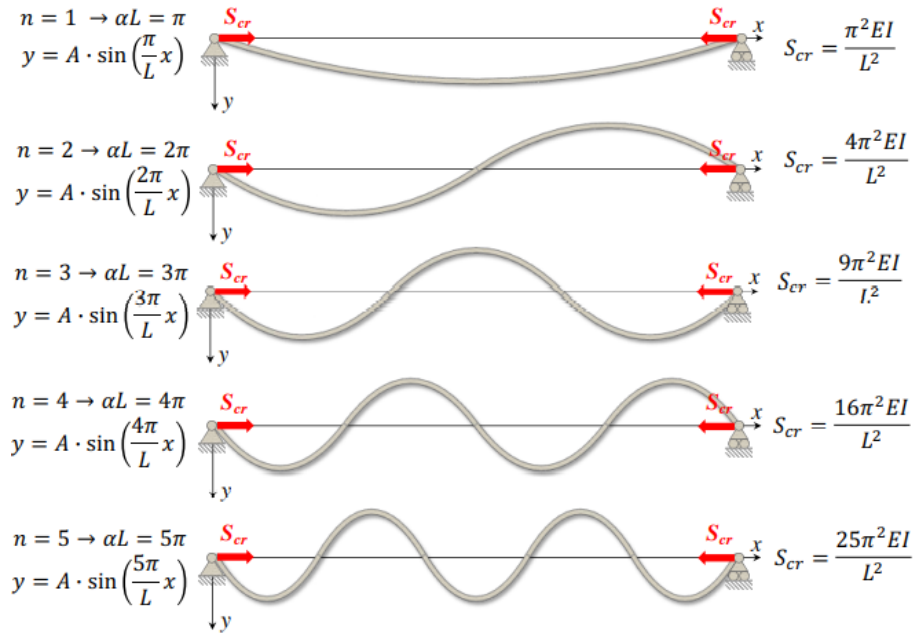 n = 1 → αL = π
y = A · sin(π/L x)
S_cr
S_cr
x
y
S_cr = π²EI/L²
n = 2 → αL = 2π
y = A · sin(2π/L x)
S_cr
S_cr
x
y
S_cr = 4π²EI/L²
n = 3 → αL = 3π
y = A · sin(3π/L x)
S_cr
S_cr
x
y
S_cr = 9π²EI/L²
n = 4 → αL = 4π
y = A · sin(4π/L x)
S_cr
S_cr
x
y
S_cr = 16π²EI/L²
n = 5 → αL = 5π
y = A · sin(5π/L x)
S_cr
S_cr
x
y
S_cr = 25π²EI/L²